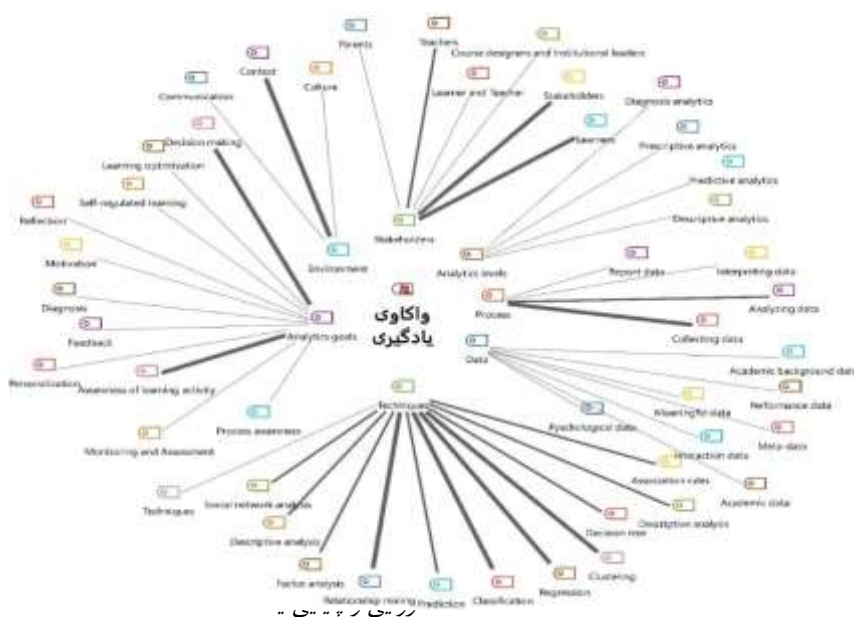 Parents
Teachers
Course designers and institutional leaders
Context
Culture
Learner and Teacher
Stakeholders
Communication
Diagnosis analytics
Decision making
Learners
Prescriptive analytics
Learning optimization
Predictive analytics
Self-regulated learning
Descriptive analytics
Reflection
Stakeholders
Motivation
Environment
Analytics levels
Report data
Interpreting data
Diagnosis
واکاوی
یادگیری
Process
Analyzing data
Feedback
Analytics goals
Data
Collecting data
Personalization
Awareness of learning activity
Academic background data
Techniques
Meaningful data
Performance data
Process awareness
Psychological data
Monitoring and Assessment
Interaction data
Meta-data
Association rules
Techniques
Social network analysis
Academic data
Descriptive analysis
Decision tree
Descriptive analysis
Factor analysis
Clustering
Relationship mining
Prediction
Classification
Regression